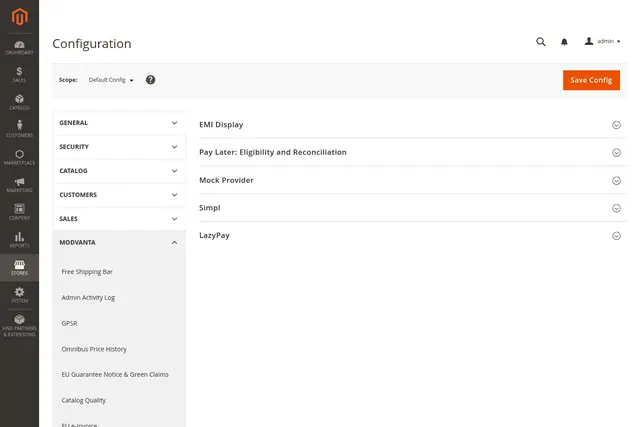 Configuration
admin
Scope:
Default Config
?
Save Config
DASHBOARD
$
SALES
CATALOG
CUSTOMERS
MARKETPLACE
MARKETING
CONTENT
REPORTS
STORES
SYSTEM
FIND PARTNERS
& EXTENSIONS
GENERAL
SECURITY
CATALOG
CUSTOMERS
SALES
MODVANTA
Free Shipping Bar
Admin Activity Log
GPSR
Omnibus Price History
EU Guarantee Notice & Green Claims
Catalog Quality
EU e-Invoice
EMI Display
Pay Later: Eligibility and Reconciliation
Mock Provider
Simpl
LazyPay